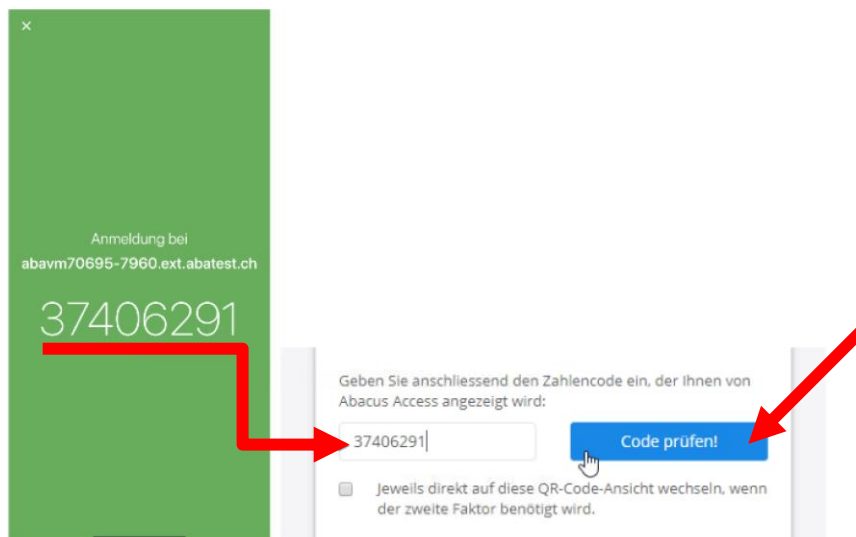 ×
Anmeldung bei
abavm70695-7960.ext.abatest.ch
37406291
Geben Sie anschliessend den Zahlencode ein, der Ihnen von
Abacus Access angezeigt wird:
37406291
Code prüfen!
Jeweils direkt auf diese QR-Code-Ansicht wechseln, wenn
der zweite Faktor benötigt wird.